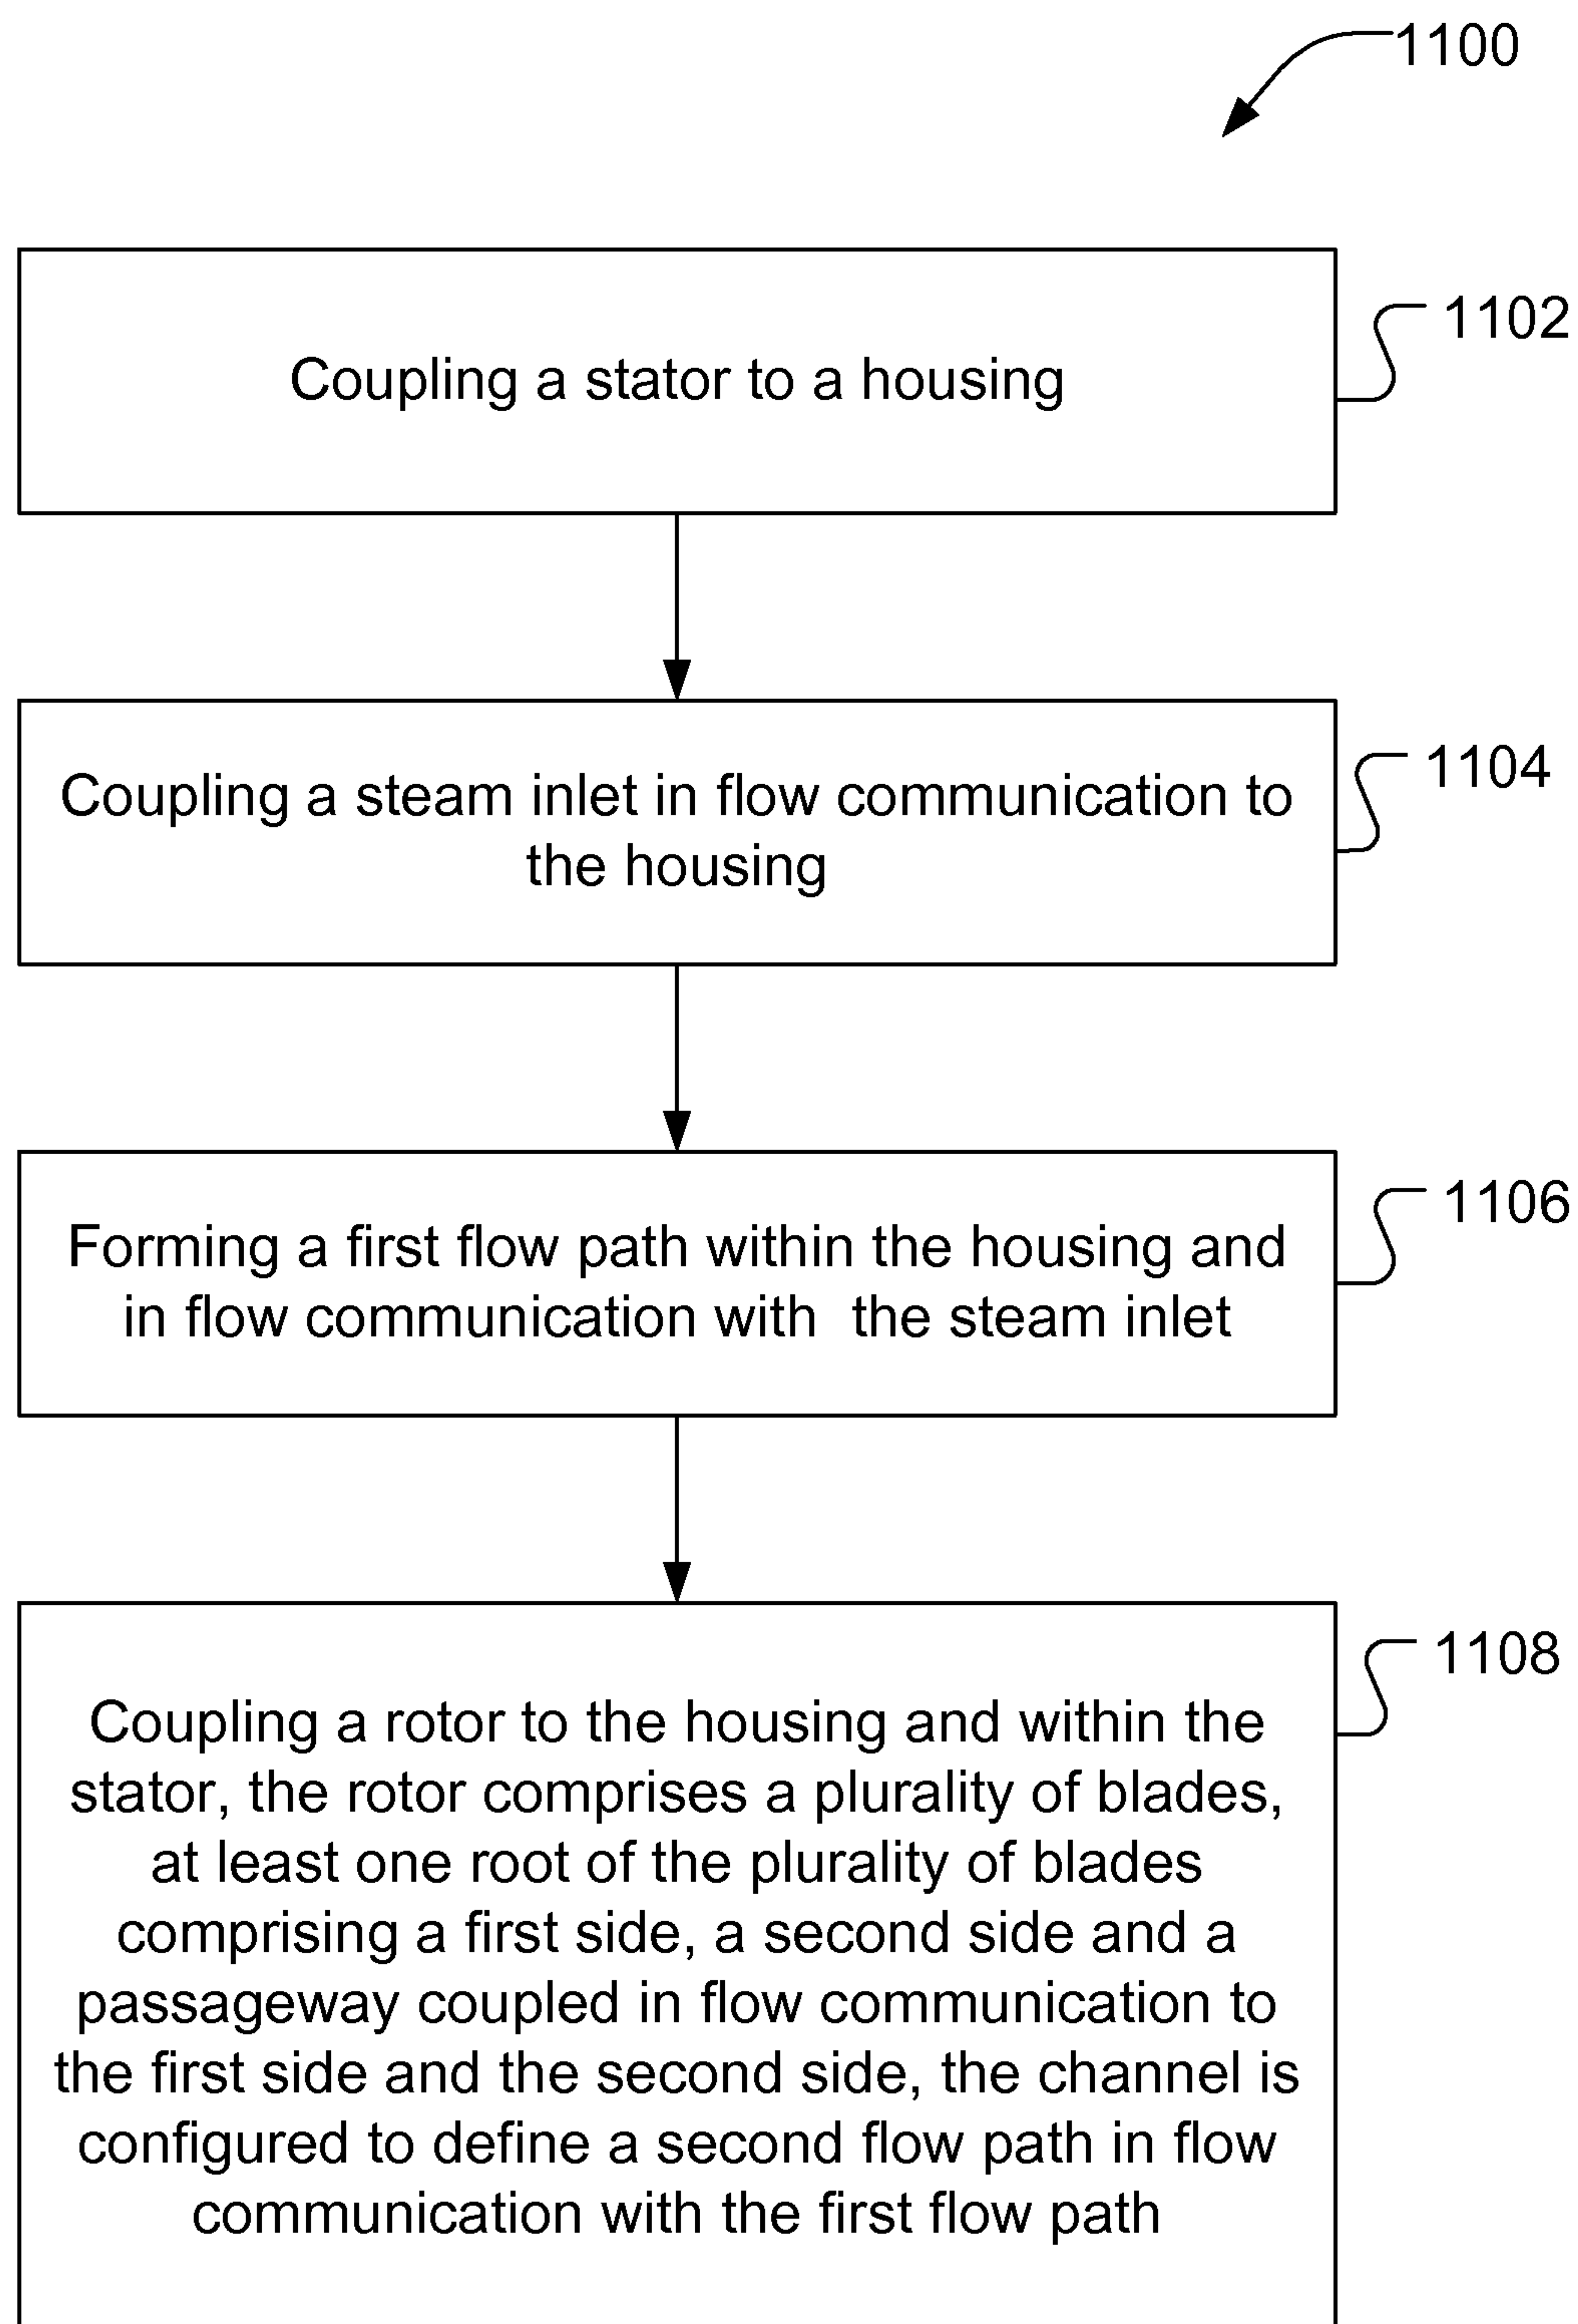 1100
Coupling a stator to a housing
1102
Coupling a steam inlet in flow communication to
the housing
1104
Forming a first flow path within the housing and
in flow communication with  the steam inlet
1106
Coupling a rotor to the housing and within the
stator, the rotor comprises a plurality of blades,
at least one root of the plurality of blades
comprising a first side, a second side and a
passageway coupled in flow communication to
the first side and the second side, the channel is
configured to define a second flow path in flow
communication with the first flow path
1108